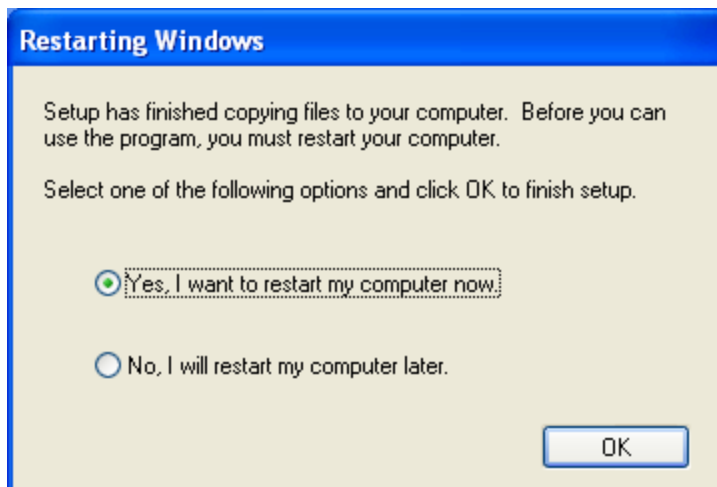 Restarting Windows
Setup has finished copying files to your computer.  Before you can
use the program, you must restart your computer.
Select one of the following options and click OK to finish setup.
Yes, I want to restart my computer now.
No, I will restart my computer later.
OK